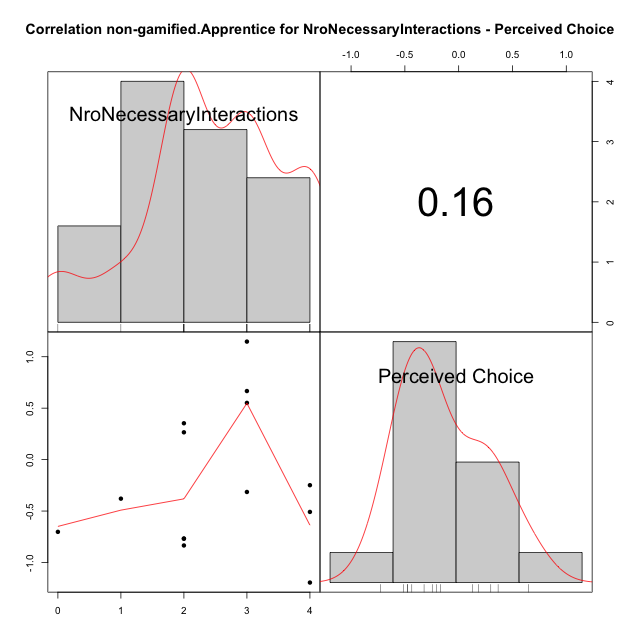 Correlation non-gamified.Apprentice for NroNecessaryInteractions - Perceived Choice
-1.0 -0.5 0.0 0.5 1.0
NroNecessaryInteractions
0.16
4
3
2
1
0
Perceived Choice
1.0
0.5
0.0
-0.5
-1.0
0 1 2 3 4